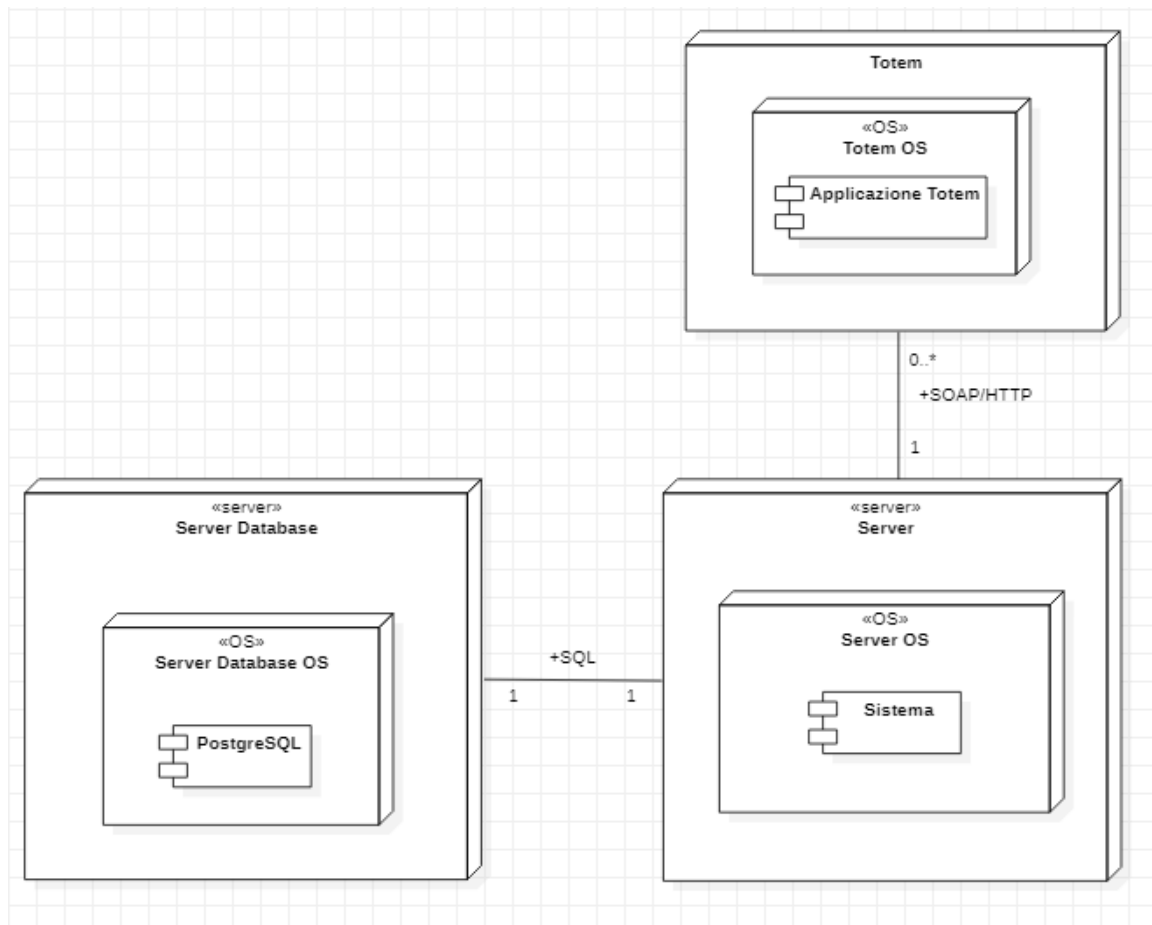 Totem
«OS»
Totem OS
Applicazione Totem
0..*
+SOAP/HTTP
1
«server»
Server Database
«OS»
Server Database OS
PostgreSQL
+SQL
1
1
«server»
Server
«OS»
Server OS
Sistema